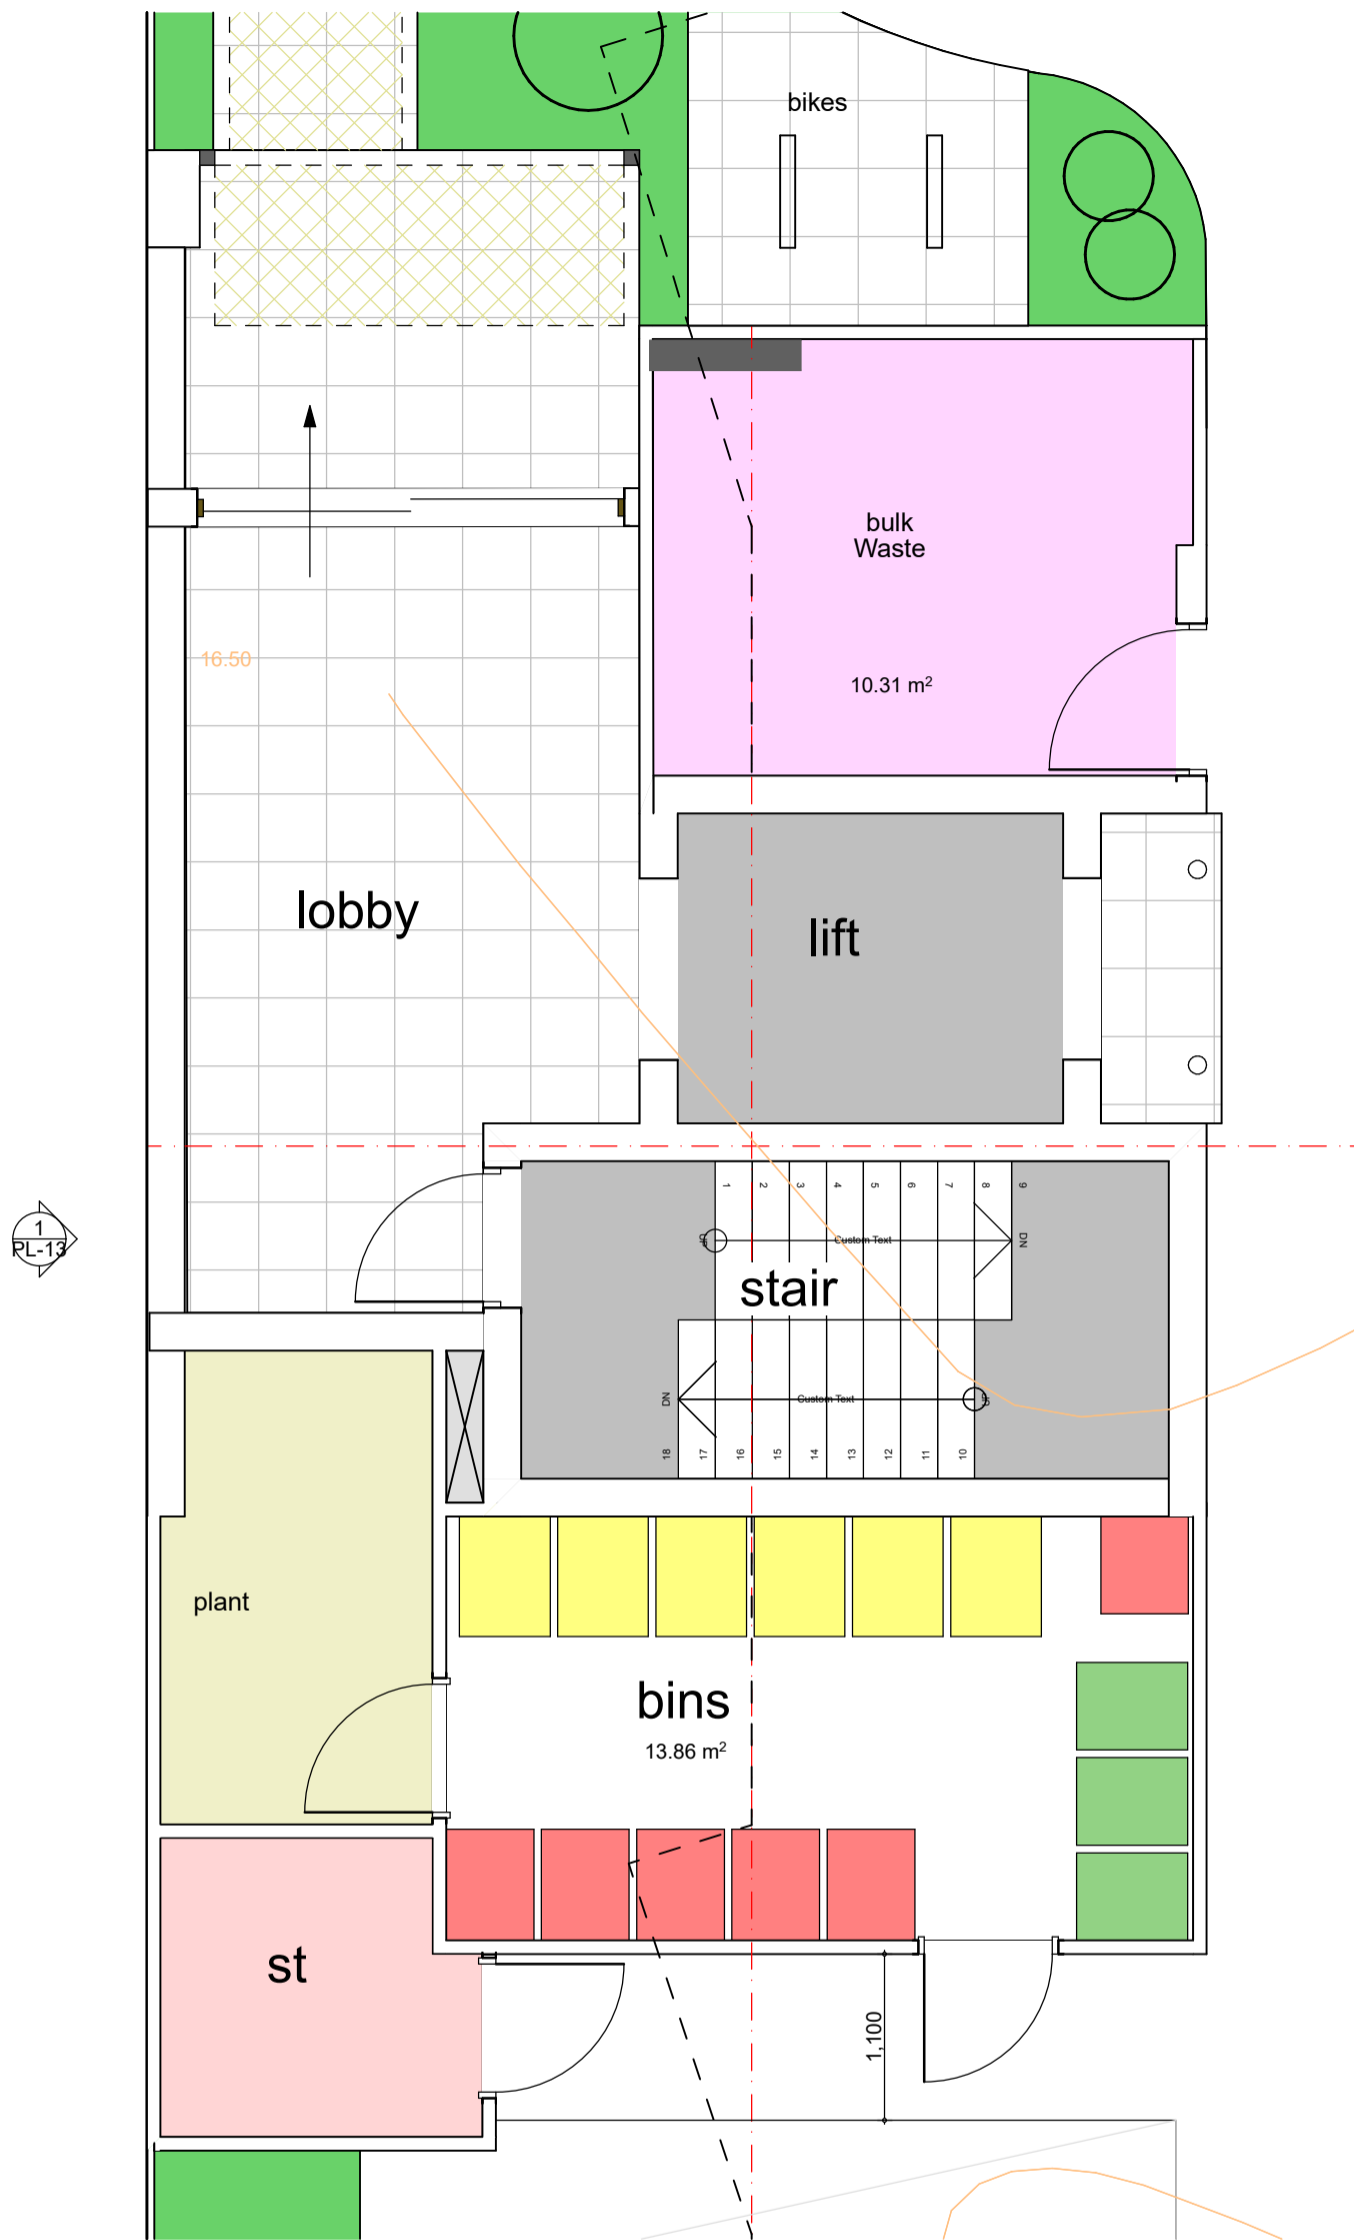 bikes
bulk
Waste
16.50
10.31 m²
lobby
lift
1 2 3 4 5 6 7 8 9
1
PL-13
UP
Custom Text
DN
stair
DN
Custom Text
UP
18 17 16 15 14 13 12 11 10
plant
bins
13.86 m²
st
1,100